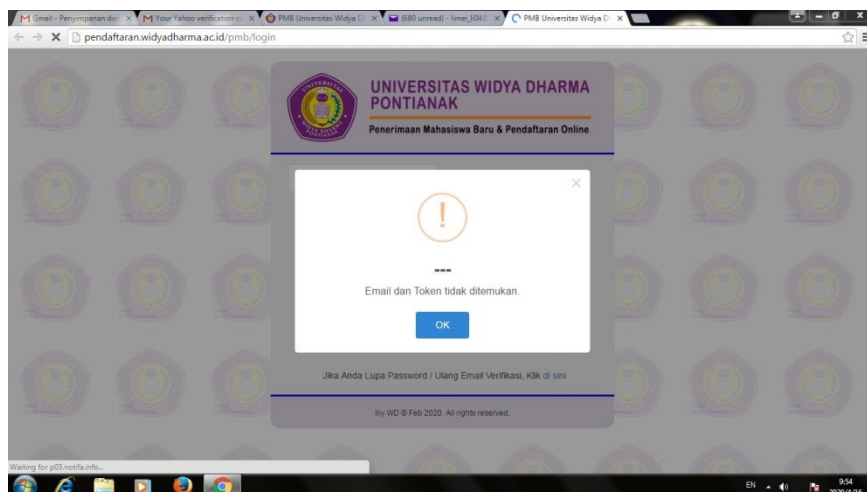 Gmail - Penyimpanan da
Your Yahoo verification c
PMB Universitas Widya D
(680 unread) -
PMB Universitas Widya D
pendaftaran.widyadharma.ac.id/pmb/login
UNIVERSITAS WIDYA DHARMA
PONTIANAK
Penerimaan Mahasiswa Baru & Pendaftaran Online
---
Email dan Token tidak ditemukan.
OK
Jika Anda Lupa Password / Ulang Email Verifikasi, Klik di sini
WD © Feb 2020. All rights reserved.
Waiting for p03.notifa.info...
EN
9:54